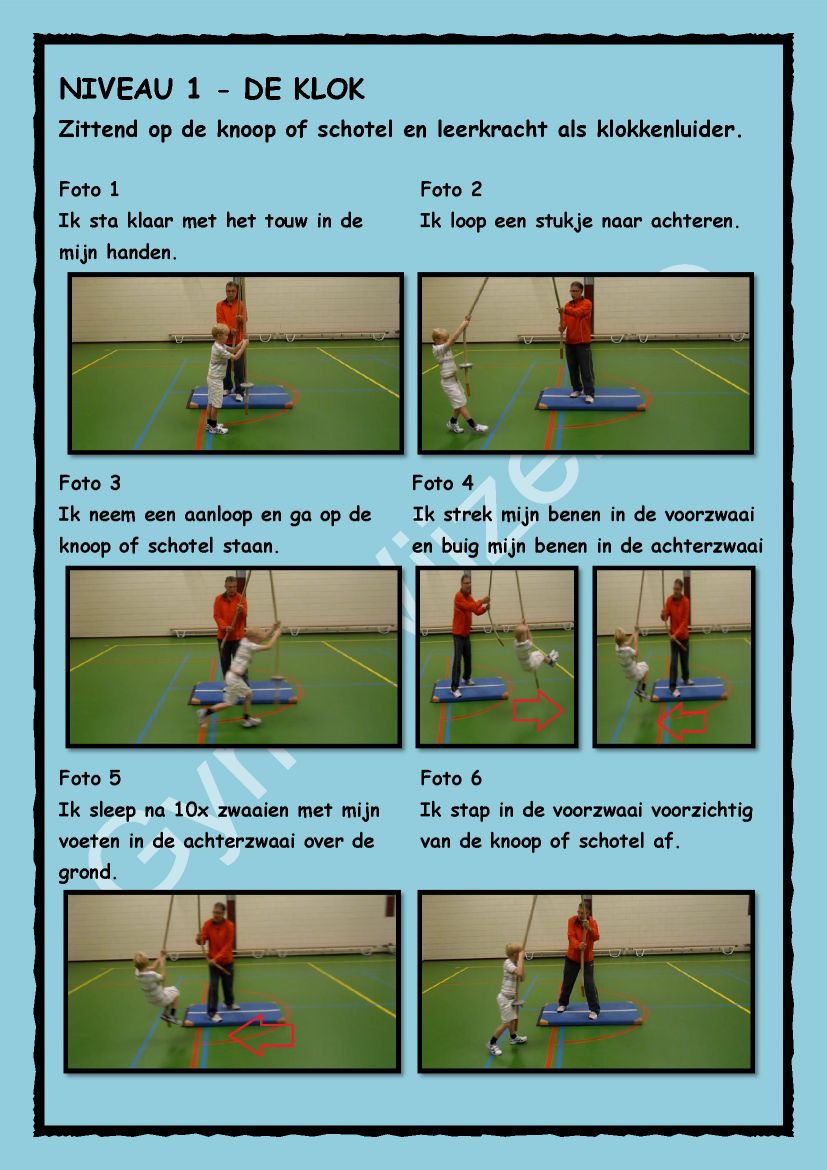 NIVEAU 1 - DE KLOK
Zittend op de knoop of schotel en leerkracht als klokkenluider.
Foto 1
Ik sta klaar met het touw in de
mijn handen.
Foto 2
Ik loop een stukje naar achteren.
Foto 3
Ik neem een aanloop en ga op de
knoop of schotel staan.
Foto 4
Ik strek mijn benen in de voorzwaai
en buig mijn benen in de achterzwaai
Foto 5
Ik sleep na 10x zwaaien met mijn
voeten in de achterzwaai over de
grond.
Foto 6
Ik stap in de voorzwaai voorzichtig
van de knoop of schotel af.